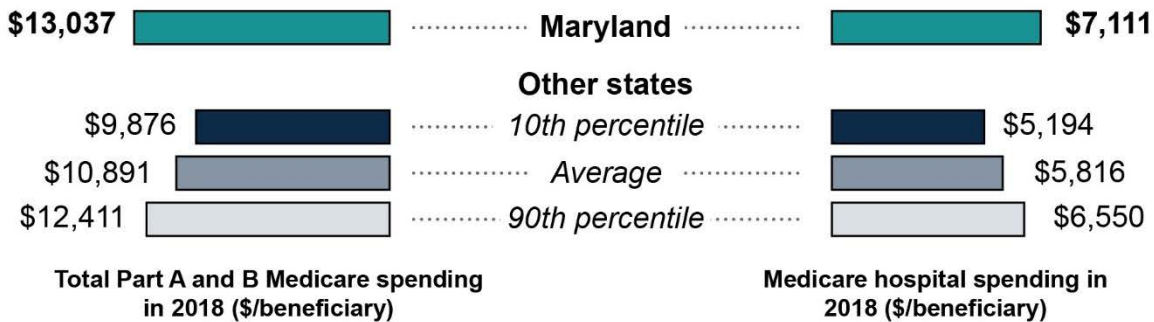 $13,037 Maryland $7,111
Other states
$9,876 10th percentile $5,194
$10,891 Average $5,816
$12,411 90th percentile $6,550
Total Part A and B Medicare spending
in 2018 ($/beneficiary)
Medicare hospital spending in
2018 ($/beneficiary)